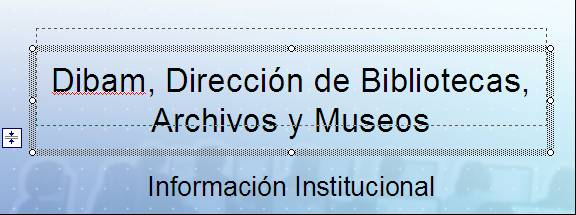 Dibam, Dirección de Bibliotecas,
Archivos y Museos
Información Institucional